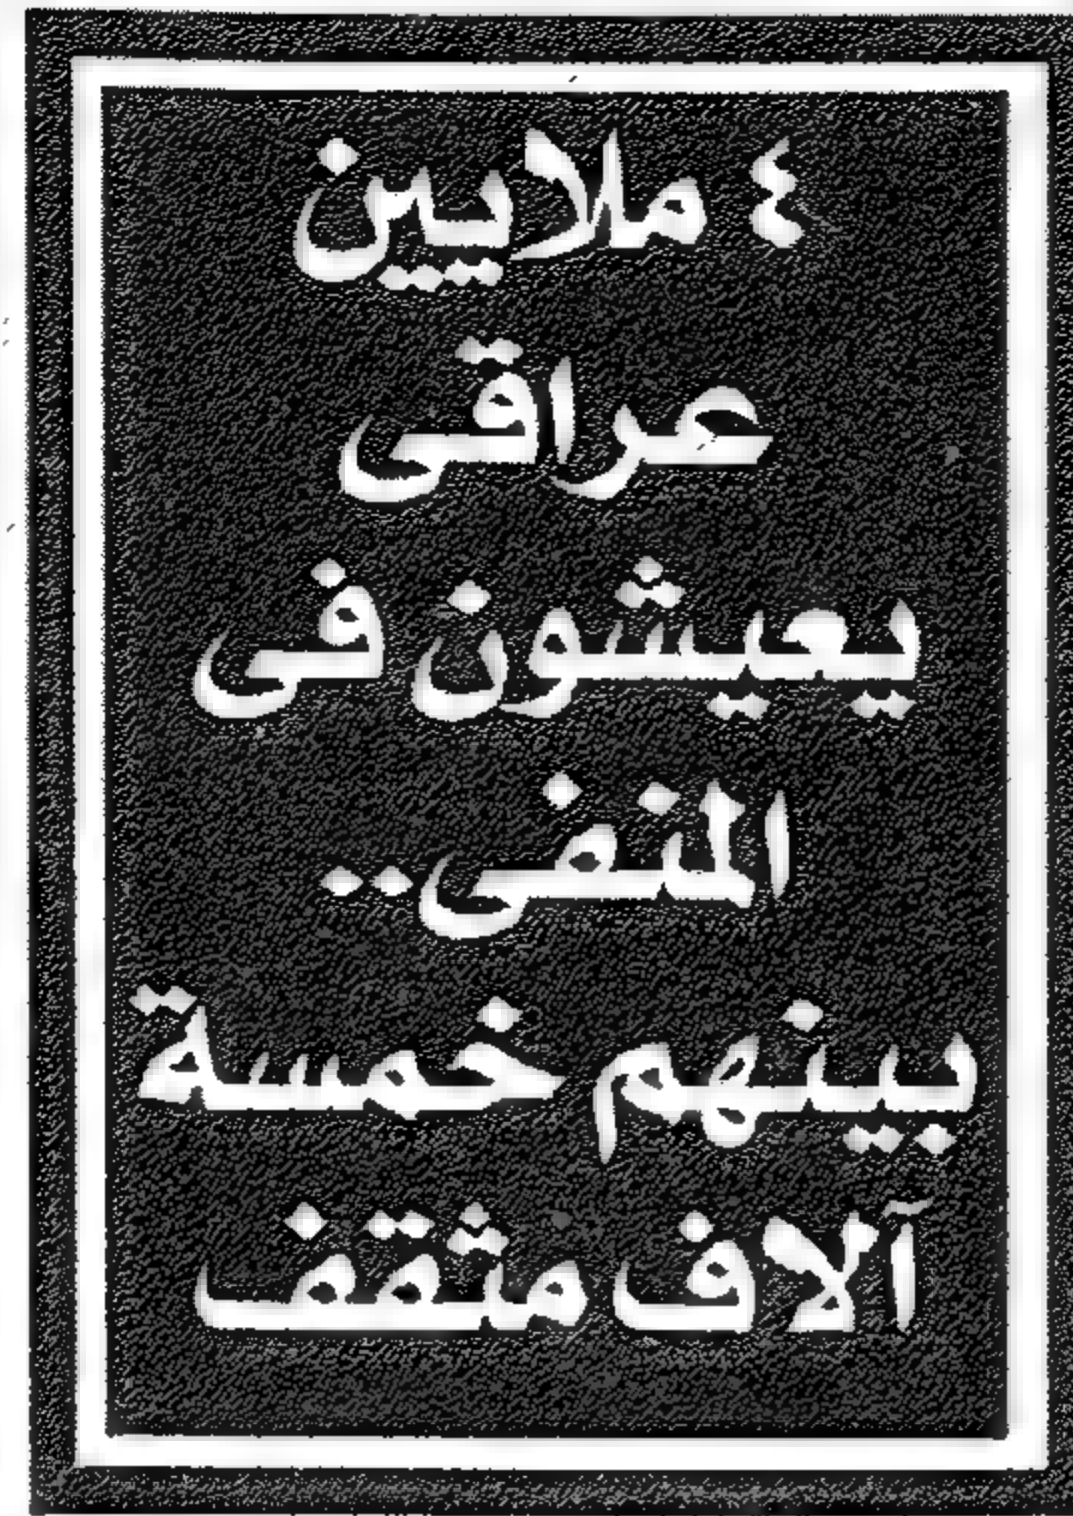 ٤ ملايين
عراقى
يعيشون فى
المنفى..
بينهم خمسة
آلاف مثقف